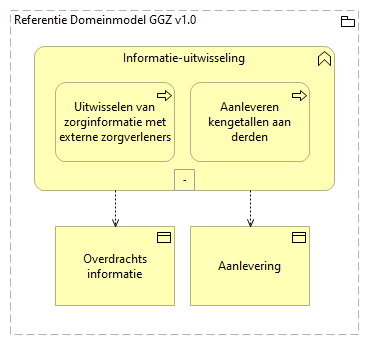 Referentie Domeinmodel GGZ v1.0
Informatie-uitwisseling
Uitwisselen van
zorginformatie met
externe zorgverleners
Aanleveren
kengetallen aan
derden
-
Overdrachts
informatie
Aanlevering